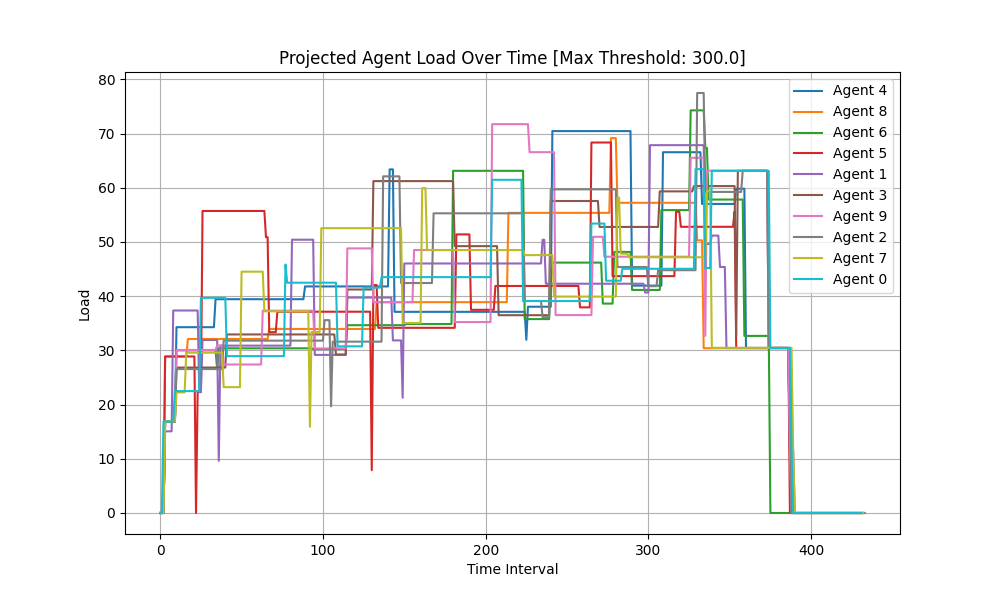 Projected Agent Load Over Time [Max Threshold: 300.0]
Load
80
70
60
50
40
30
20
10
0
0 100 200 300 400
Time Interval
Agent 4
Agent 8
Agent 6
Agent 5
Agent 1
Agent 3
Agent 9
Agent 2
Agent 7
Agent 0